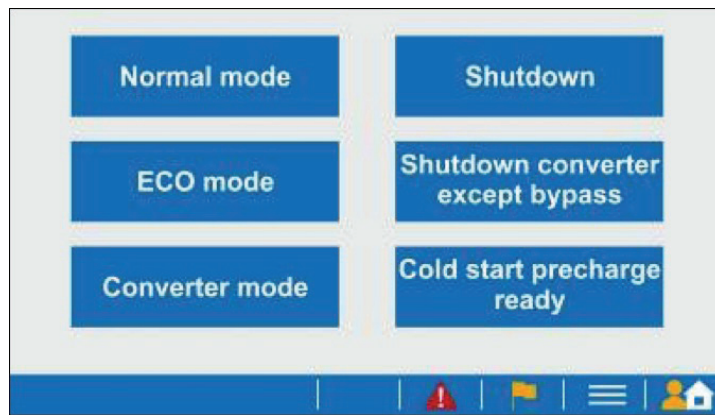 Normal mode
Shutdown
ECO mode
Shutdown converter
except bypass
Converter mode
Cold start precharge
ready